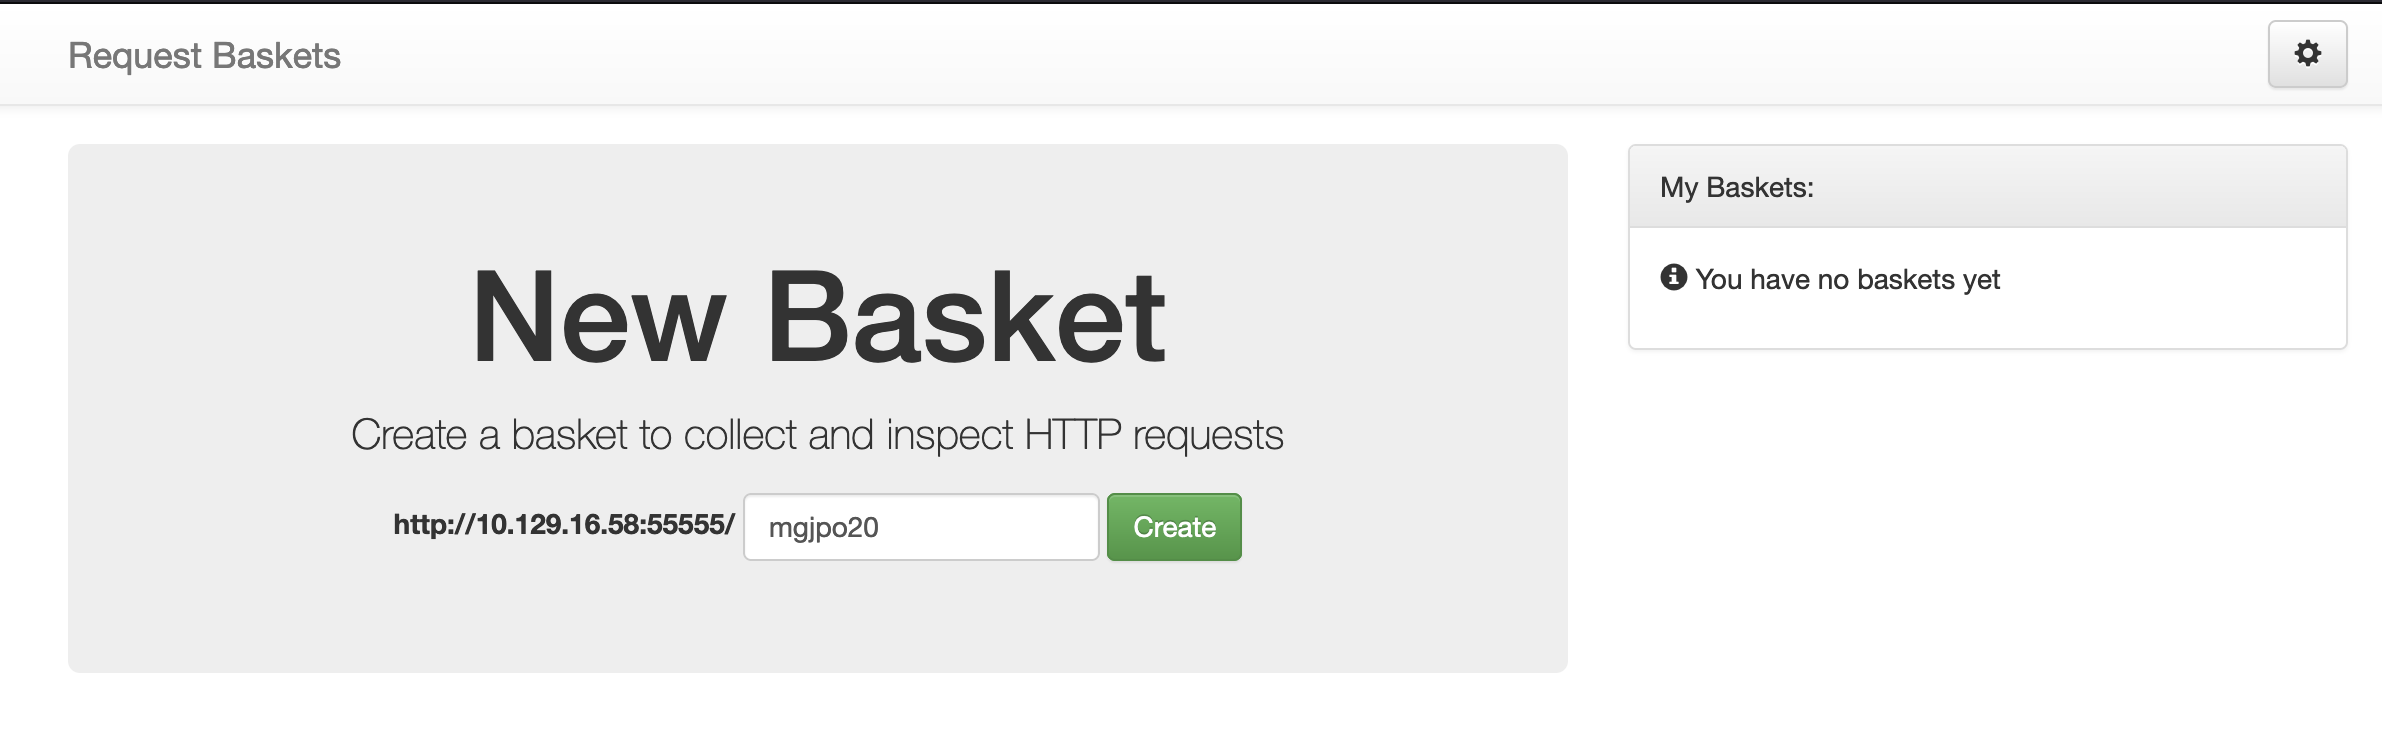 Request Baskets
New Basket
Create a basket to collect and inspect HTTP requests
http://10.129.16.58:55555/ mgjpo20 Create
My Baskets:
You have no baskets yet